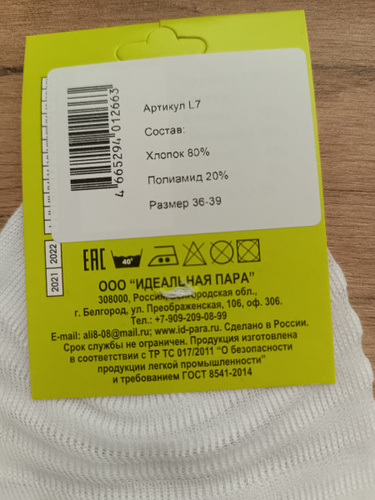 Артикул L7
Состав:
Хлопок 80%
Полиамид 20%
Размер 36-39
4 665294 012663
2021 2022
ЕАС 40°
ООО "ИДЕАЛЬНАЯ ПАРА"
308000, Россия, Белгородская обл.,
г. Белгород, ул. Преображенская, 106, оф. 306.
Тел.: +7-909-209-08-99
E-mail: ali8-08@mail.ru; www.id-para.ru. Сделано в России.
Срок службы не ограничен. Продукция изготовлена
в соответствии с ТР ТС 017/2011 "О безопасности
продукции легкой промышленности"
и требованием ГОСТ 8541-2014